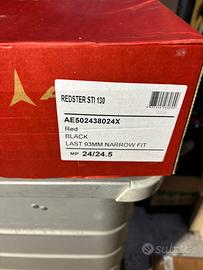 REDSTER STI 130
AE502438024X
Red
BLACK
LAST 93MM NARROW FIT
MP 24/24.5
subito